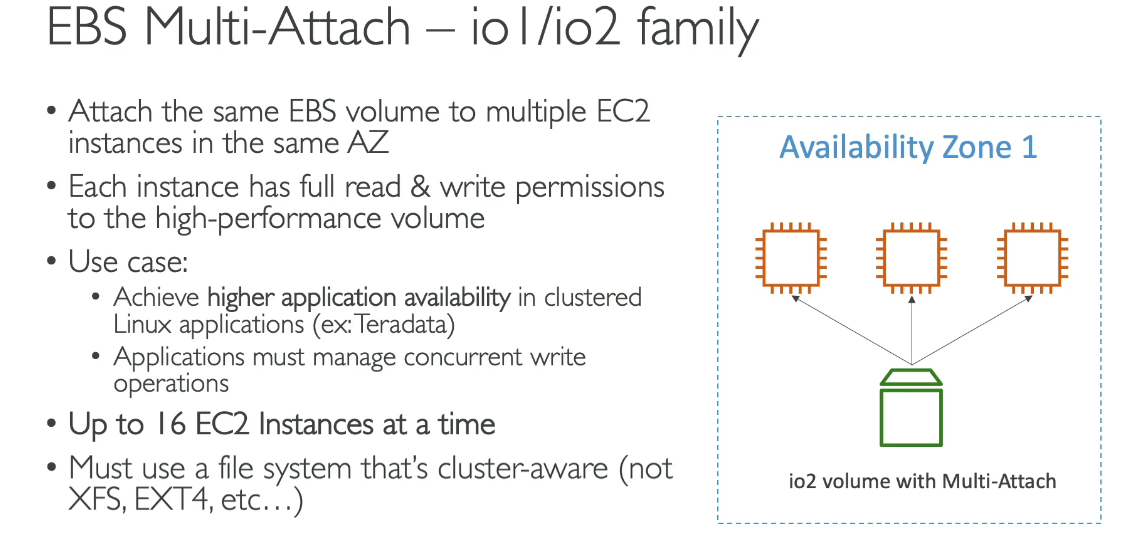 EBS Multi-Attach – io1/io2 family
• Attach the same EBS volume to multiple EC2
instances in the same AZ
• Each instance has full read & write permissions
to the high-performance volume
• Use case:
• Achieve higher application availability in clustered
Linux applications (ex: Teradata)
• Applications must manage concurrent write
operations
• Up to 16 EC2 Instances at a time
• Must use a file system that's cluster-aware (not
XFS, EXT4, etc…)
Availability Zone 1
io2 volume with Multi-Attach